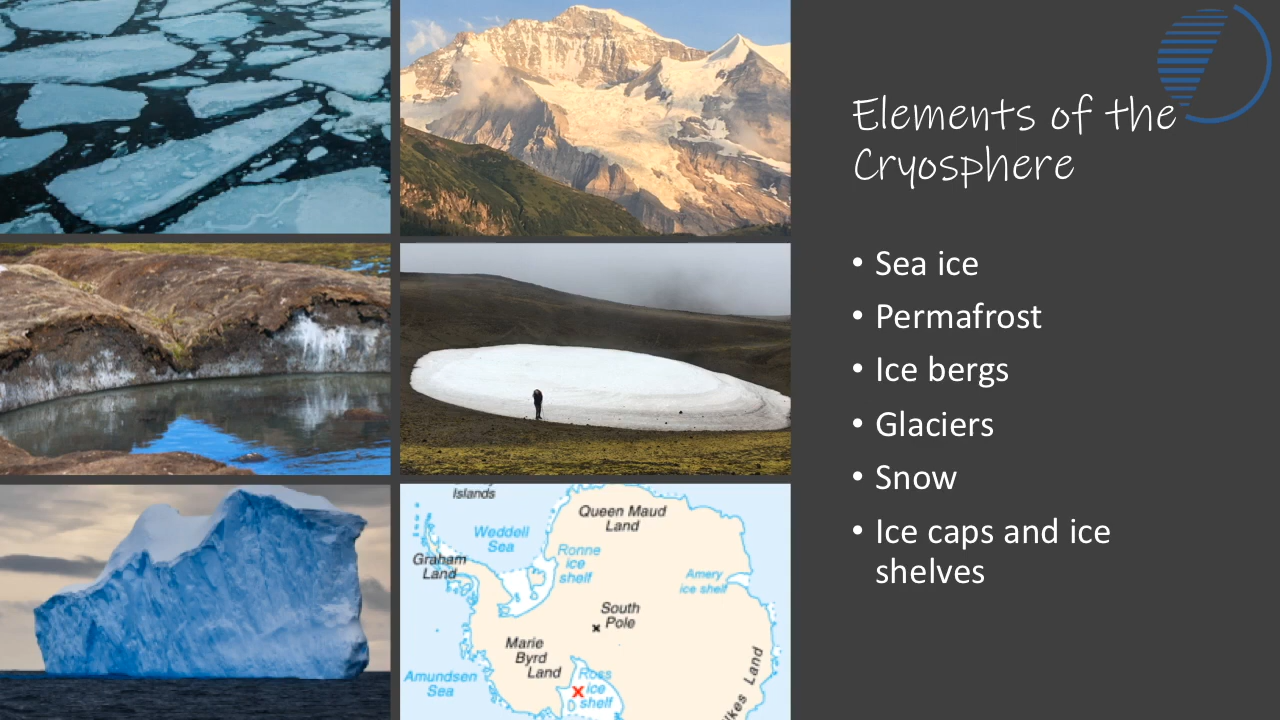 Elements of the
Cryosphere
• Sea ice
• Permafrost
• Ice bergs
• Glaciers
• Snow
• Ice caps and ice
shelves
Islands
Queen Maud
Land
Weddell
Sea
Ronne
ice
shelf
Graham
Land
Amery
ice shelf
South
Pole
Marie
Byrd
Land
Ross
ice
shelf
Amundsen
Sea
Land